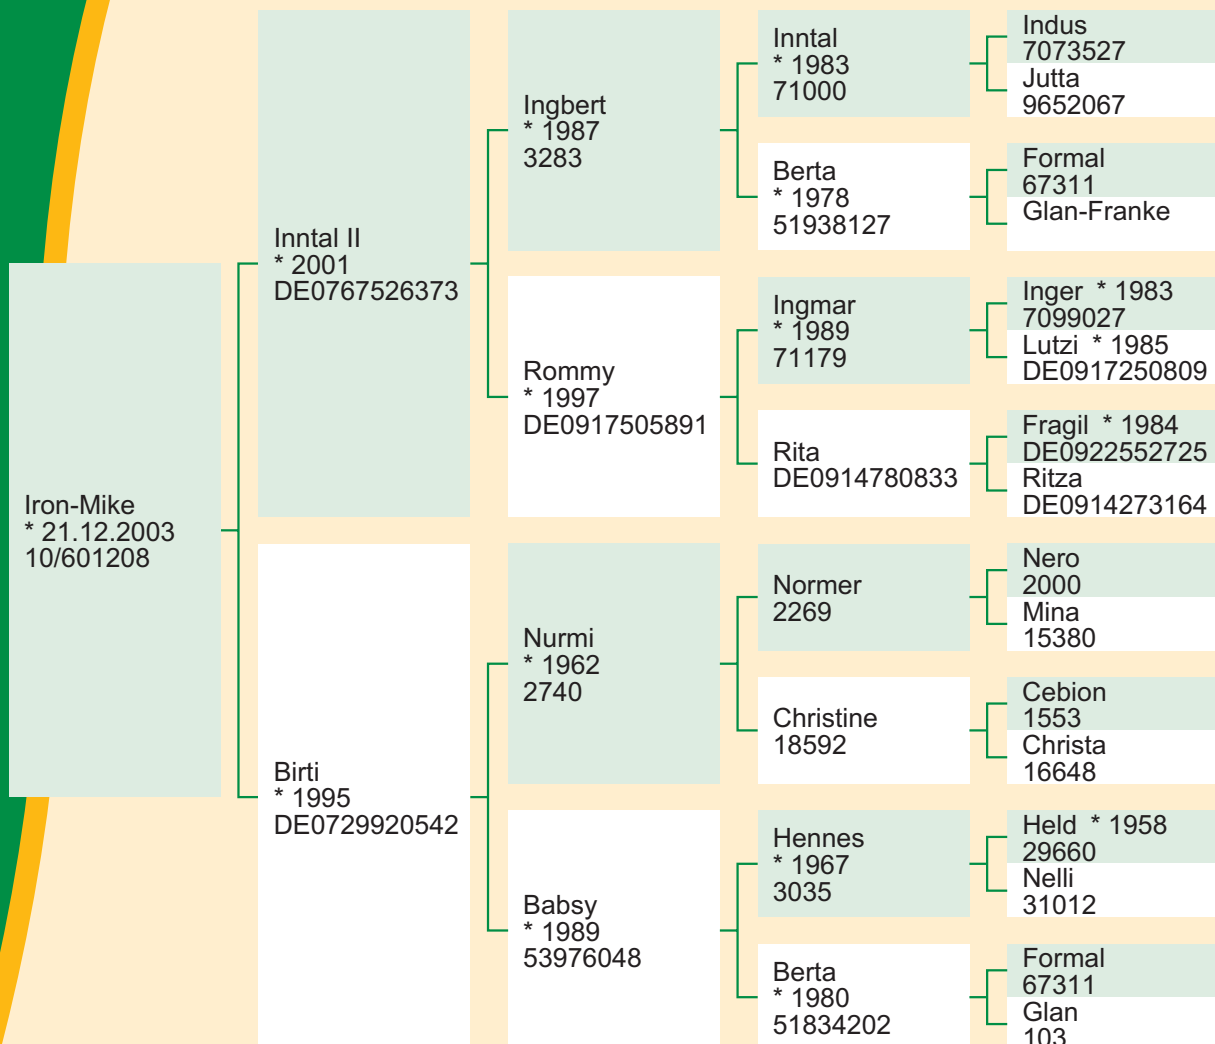 Iron-Mike
* 21.12.2003
10/601208
Inntal II
* 2001
DE0767526373
Birti
* 1995
DE0729920542
Ingbert
* 1987
3283
Rommy
* 1997
DE0917505891
Nurmi
* 1962
2740
Babsy
* 1989
53976048
Inntal
* 1983
71000
Berta
* 1978
51938127
Ingmar
* 1989
71179
Rita
DE0914780833
Normer
2269
Christine
18592
Hennes
* 1967
3035
Berta
* 1980
51834202
Indus
7073527
Jutta
9652067
Formal
67311
Glan-Franke
Inger * 1983
7099027
Lutzi * 1985
DE0917250809
Fragil * 1984
DE0922552725
Ritza
DE0914273164
Nero
2000
Mina
15380
Cebion
1553
Christa
16648
Held * 1958
29660
Nelli
31012
Formal
67311
Glan
103